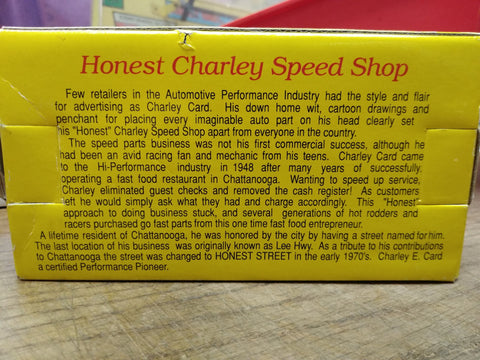 Honest Charley Speed Shop
Few retailers in the Automotive Performance Industry had the style and flair
for advertising as Charley Card. His down home wit, cartoon drawings and
penchant for placing every imaginable auto part on his head clearly set
his "Honest" Charley Speed Shop apart from everyone in the country.
The speed parts business was not his first commercial success, although he
had been an avid racing fan and mechanic from his teens. Charley Card came
to the Hi-Performance industry in 1948 after many years of successfully
operating a fast food restaurant in Chattanooga. Wanting to speed up service,
Charley eliminated guest checks and removed the cash register! As customers
left he would simply ask what they had and charge accordingly. This "Honest"
approach to doing business stuck, and several generations of hot rodders and
racers purchased go fast parts from this one time fast food entrepreneur.
A lifetime resident of Chattanooga, he was honored by the city by having a street named for him.
The last location of his business was originally known as Lee Hwy. As a tribute to his contributions
to Chattanooga the street was changed to HONEST STREET in the early 1970's. Charley E. Card
a certified Performance Pioneer.